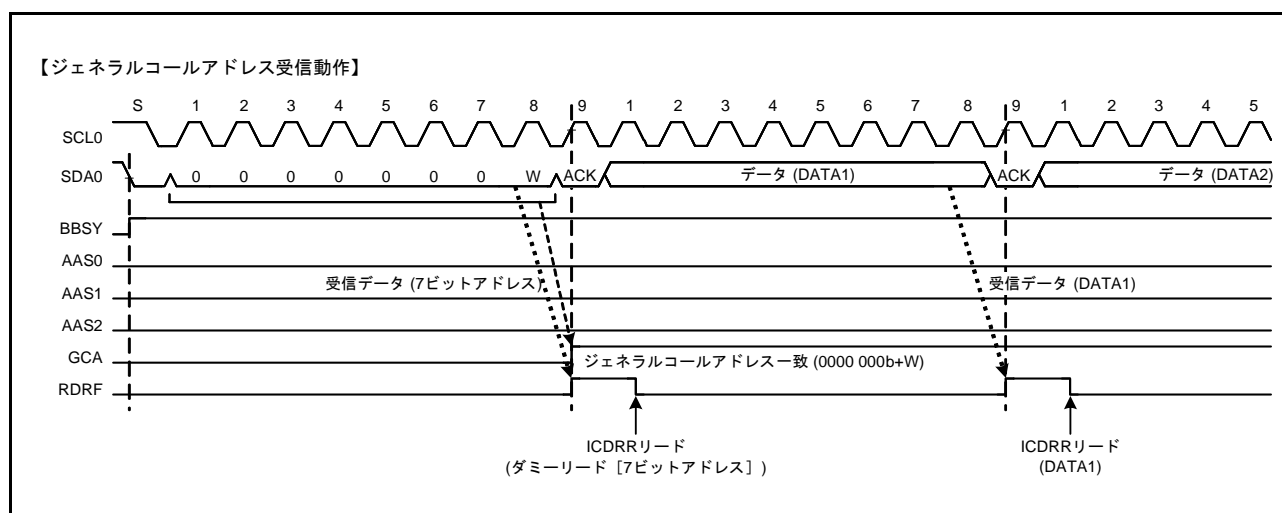 【ジェネラルコールアドレス受信動作】
S 1 2 3 4 5 6 7 8 9 1 2 3 4 5 6 7 8 9 1 2 3 4 5
SCL0
SDA0 0 0 0 0 0 0 0 W ACK データ (DATA1) ACK データ (DATA2)
BBSY
AAS0
受信データ (7ビットアドレス) 受信データ (DATA1)
AAS1
AAS2
GCA ジェネラルコールアドレス一致 (0000 000b+W)
RDRF
ICDRRリード ICDRRリード
(ダミーリード［7ビットアドレス］) (DATA1)